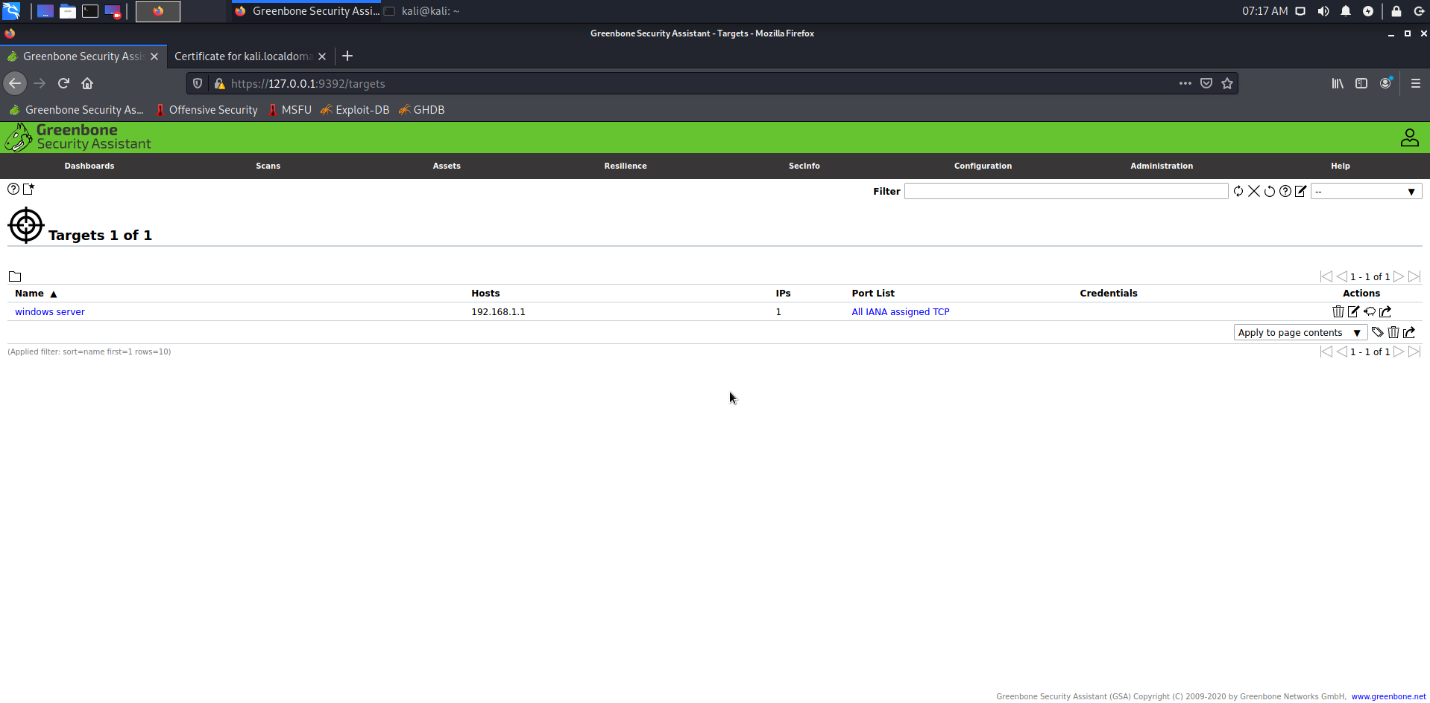 Greenbone Security Assi...
kali@kali: ~
07:17 AM
Greenbone Security Assistant - Targets - Mozilla Firefox
Greenbone Security Assis
Certificate for kali.localdoma
https://127.0.0.1:9392/targets
Greenbone Security As...
Offensive Security
MSFU
Exploit-DB
GHDB
Greenbone
Security Assistant
Dashboards Scans Assets Resilience SecInfo Configuration Administration Help
Filter
--
Targets 1 of 1
1 - 1 of 1
Name ▲ Hosts IPs Port List Credentials Actions
windows server 192.168.1.1 1 All IANA assigned TCP
Apply to page contents ▼
(Applied filter: sort=name first=1 rows=10)
1 - 1 of 1
Greenbone Security Assistant (GSA) Copyright (C) 2009-2020 by Greenbone Networks GmbH, www.greenbone.net